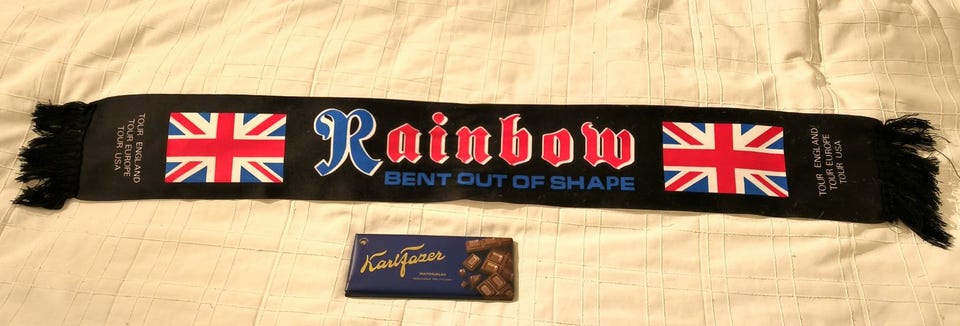 TOUR ENGLAND
TOUR EUROPE
TOUR USA
Rainbow
BENT OUT OF SHAPE
TOUR ENGLAND
TOUR EUROPE
TOUR USA
Karl Fazer